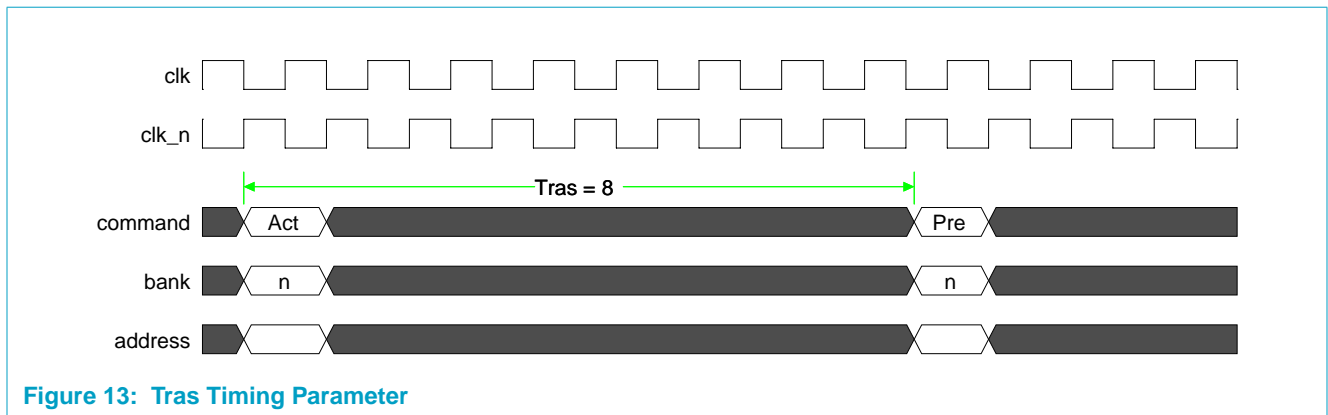 clk
clk_n
Tras = 8
command Act Pre
bank n n
address
Figure 13: Tras Timing Parameter